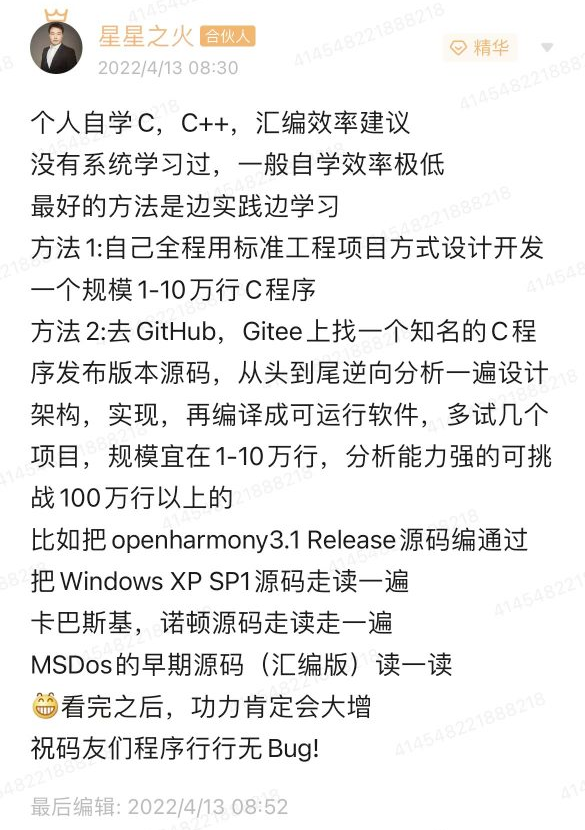 星星之火 合伙人
精华
2022/4/13 08:30
个人自学C，C++，汇编效率建议
没有系统学习过，一般自学效率极低
最好的方法是边实践边学习
方法1:自己全程用标准工程项目方式设计开发
一个规模1-10万行C程序
方法2:去GitHub，Gitee上找一个知名的C程
序发布版本源码，从头到尾逆向分析一遍设计
架构，实现，再编译成可运行软件，多试几个
项目，规模宜在1-10万行，分析能力强的可挑
战100万行以上的
比如把openharmony3.1 Release源码编通过
把Windows XP SP1源码走读一遍
卡巴斯基，诺顿源码走读走一遍
MSDos的早期源码（汇编版）读一读
😁看完之后，功力肯定会大增
祝码友们程序行行无Bug!
最后编辑: 2022/4/13 08:52
414548221888218